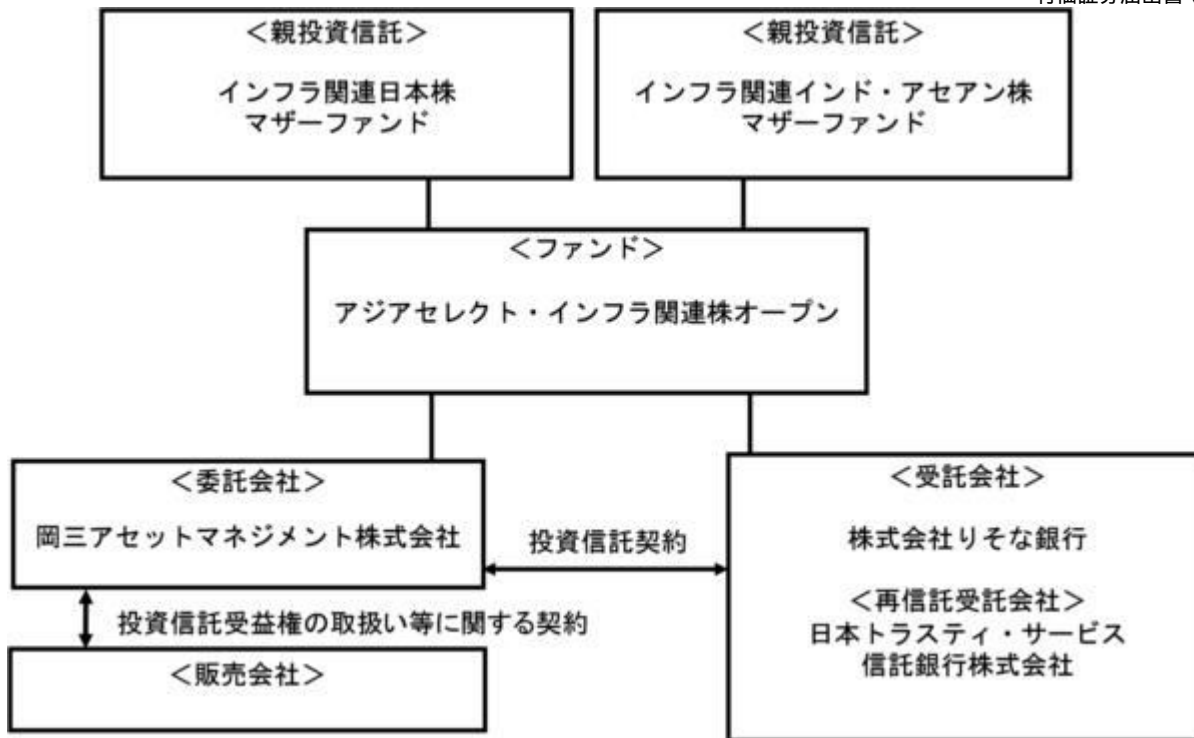 ＜親投資信託＞
インフラ関連日本株
マザーファンド
＜親投資信託＞
インフラ関連インド・アセアン株
マザーファンド
＜ファンド＞
アジアセレクト・インフラ関連株オープン
＜委託会社＞
岡三アセットマネジメント株式会社
投資信託契約
＜受託会社＞
株式会社りそな銀行
＜再信託受託会社＞
日本トラスティ・サービス
信託銀行株式会社
投資信託受益権の取扱い等に関する契約
＜販売会社＞